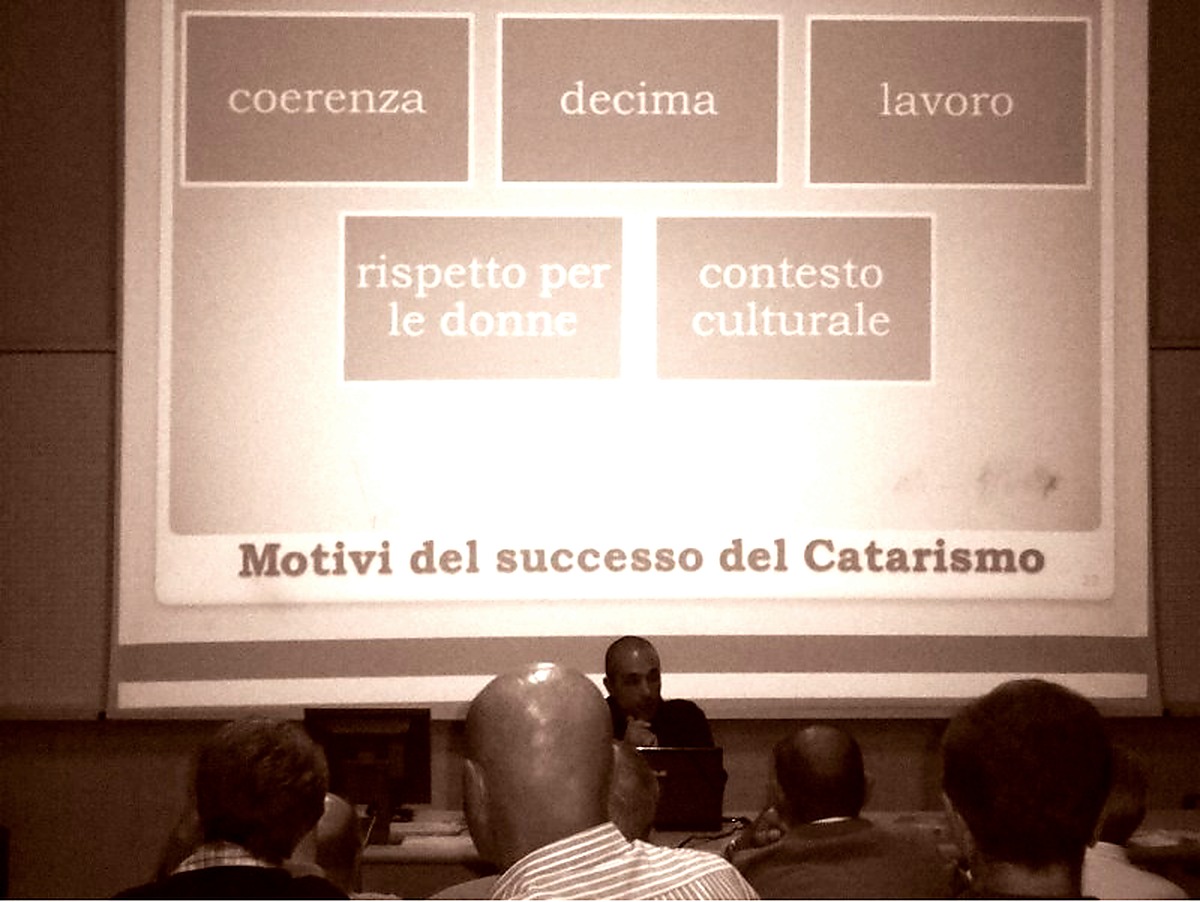 coerenza
decima
lavoro
rispetto per
le donne
contesto
culturale
Motivi del successo del Catarismo